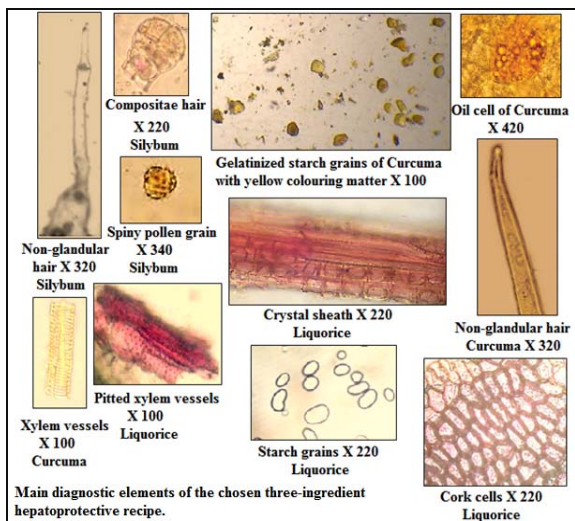 Compositae hair
X 220
Silybum
Gelatinized starch grains of Curcuma
with yellow colouring matter X 100
Oil cell of Curcuma
X 420
Non-glandular
hair X 320
Silybum
Spiny pollen grain
X 340
Silybum
Crystal sheath X 220
Liquorice
Non-glandular hair
Curcuma X 320
Xylem vessels
X 100
Curcuma
Pitted xylem vessels
X 100
Liquorice
Starch grains X 220
Liquorice
Cork cells X 220
Liquorice
Main diagnostic elements of the chosen three-ingredient
hepatoprotective recipe.